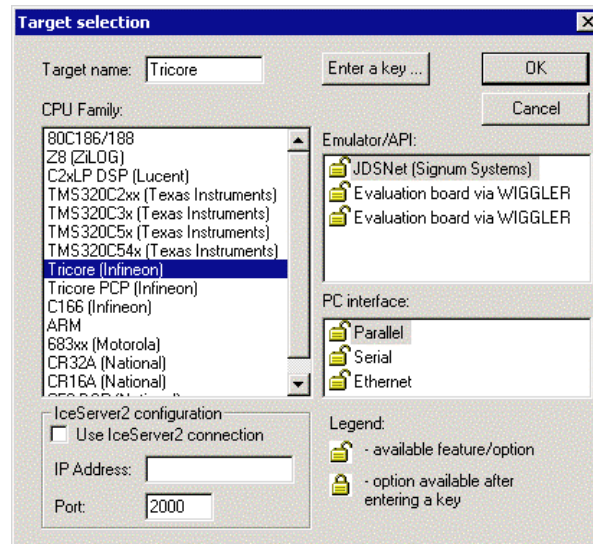 Target selection
Target name: Tricore
Enter a key ...
OK
Cancel
CPU Family:
80C186/188
Z8 (ZiLOG)
C2xLP DSP (Lucent)
TMS320C2xx (Texas Instruments)
TMS320C3x (Texas Instruments)
TMS320C5x (Texas Instruments)
TMS320C54x (Texas Instruments)
Tricore (Infineon)
Tricore PCP (Infineon)
C166 (Infineon)
ARM
683xx (Motorola)
CR32A (National)
CR16A (National)
Emulator/API:
JDSNet (Signum Systems)
Evaluation board via WIGGLER
Evaluation board via WIGGLER
PC interface:
Parallel
Serial
Ethernet
IceServer2 configuration
Use IceServer2 connection
IP Address:
Port: 2000
Legend:
- available feature/option
- option available after
entering a key